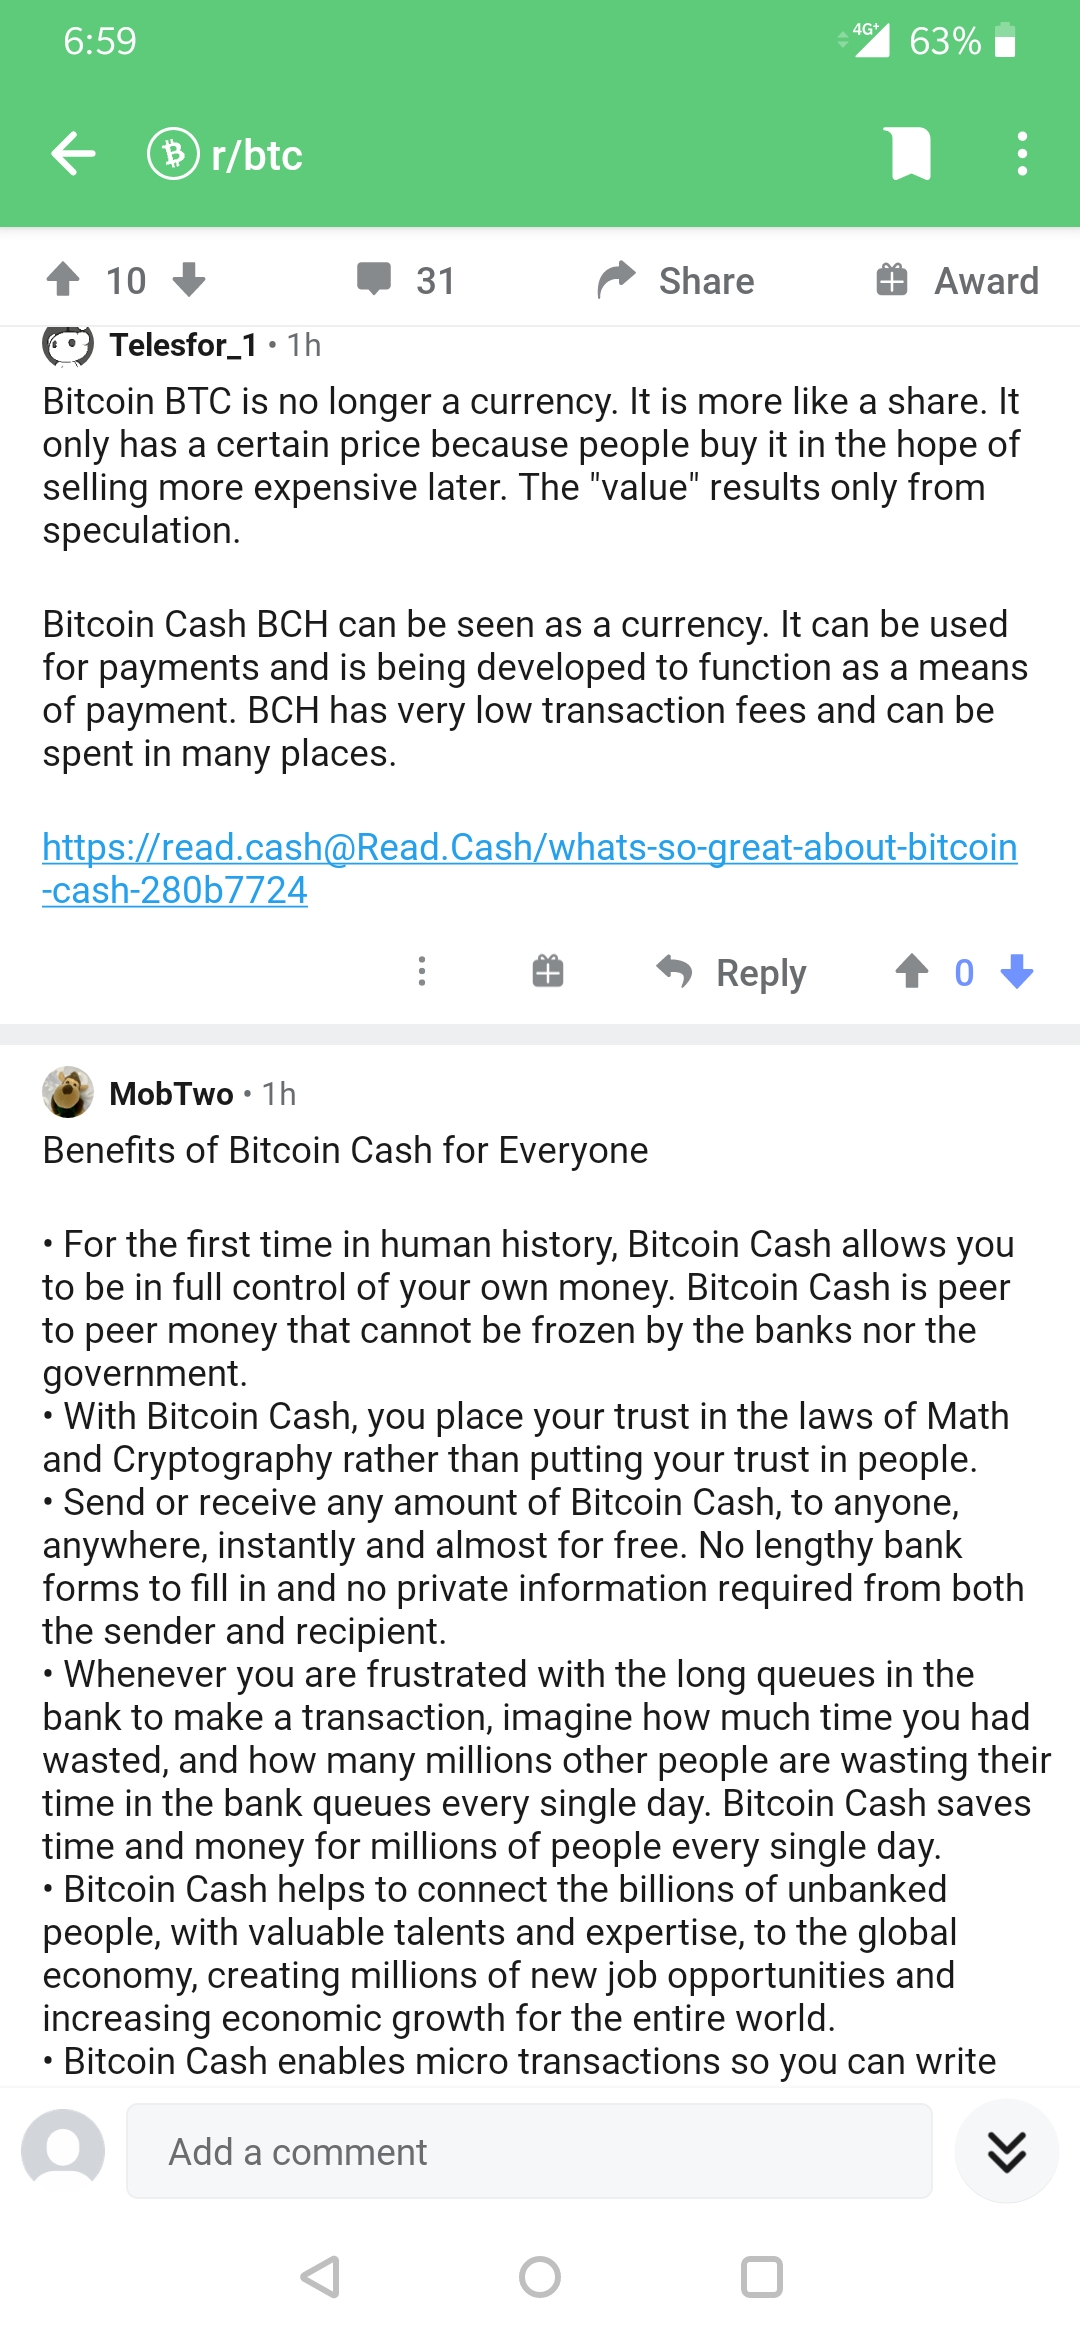 6:59
4G+ 63%
r/btc
10 31 Share Award
Telesfor_1 • 1h
Bitcoin BTC is no longer a currency. It is more like a share. It
only has a certain price because people buy it in the hope of
selling more expensive later. The "value" results only from
speculation.
Bitcoin Cash BCH can be seen as a currency. It can be used
for payments and is being developed to function as a means
of payment. BCH has very low transaction fees and can be
spent in many places.
https://read.cash@Read.Cash/whats-so-great-about-bitcoin
-cash-280b7724
Reply 0
MobTwo • 1h
Benefits of Bitcoin Cash for Everyone
• For the first time in human history, Bitcoin Cash allows you
to be in full control of your own money. Bitcoin Cash is peer
to peer money that cannot be frozen by the banks nor the
government.
• With Bitcoin Cash, you place your trust in the laws of Math
and Cryptography rather than putting your trust in people.
• Send or receive any amount of Bitcoin Cash, to anyone,
anywhere, instantly and almost for free. No lengthy bank
forms to fill in and no private information required from both
the sender and recipient.
• Whenever you are frustrated with the long queues in the
bank to make a transaction, imagine how much time you had
wasted, and how many millions other people are wasting their
time in the bank queues every single day. Bitcoin Cash saves
time and money for millions of people every single day.
• Bitcoin Cash helps to connect the billions of unbanked
people, with valuable talents and expertise, to the global
economy, creating millions of new job opportunities and
increasing economic growth for the entire world.
• Bitcoin Cash enables micro transactions so you can write
Add a comment